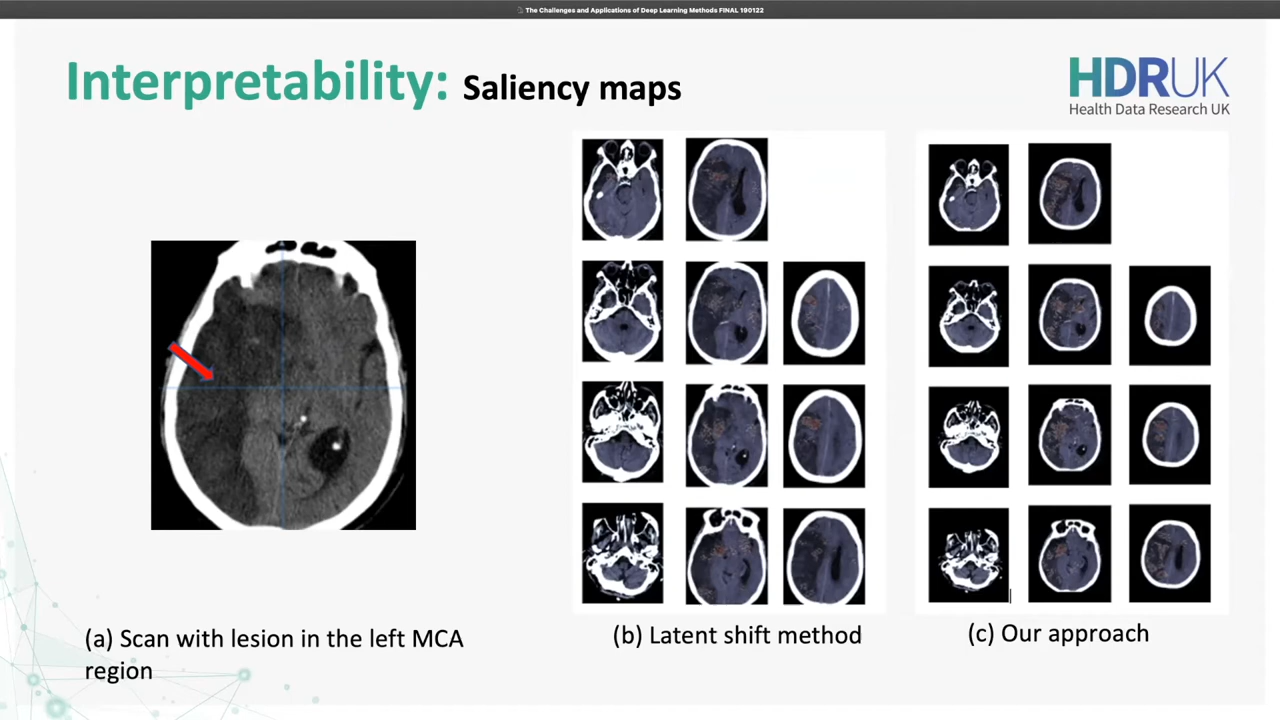 The Challenges and Applications of Deep Learning Methods FINAL 190122
Interpretability: Saliency maps
HDRUK
Health Data Research UK
(a) Scan with lesion in the left MCA
region
(b) Latent shift method
(c) Our approach